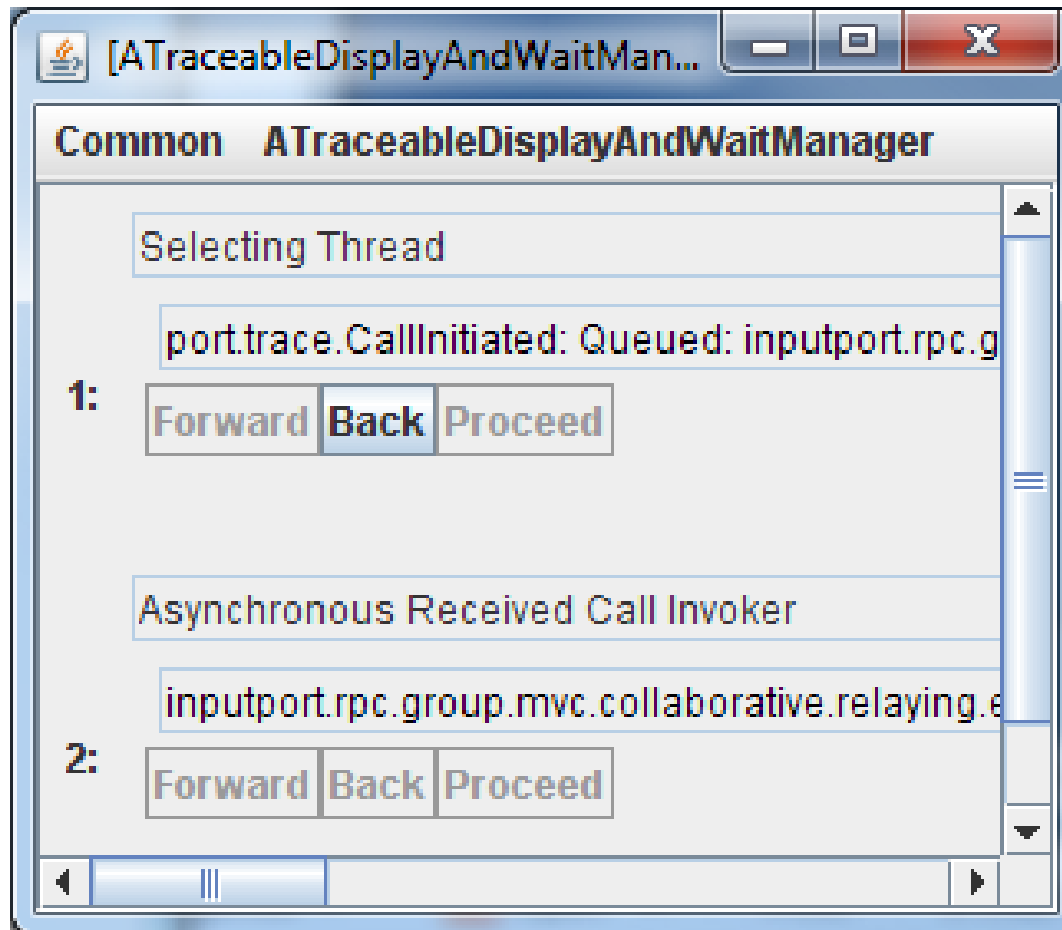 [ATraceableDisplayAndWaitMan...
Common ATraceableDisplayAndWaitManager
Selecting Thread
port.trace.CallInitiated: Queued: inputport.rpc.g
1:
Forward Back Proceed
Asynchronous Received Call Invoker
inputport.rpc.group.mvc.collaborative.relaying.e
2:
Forward Back Proceed